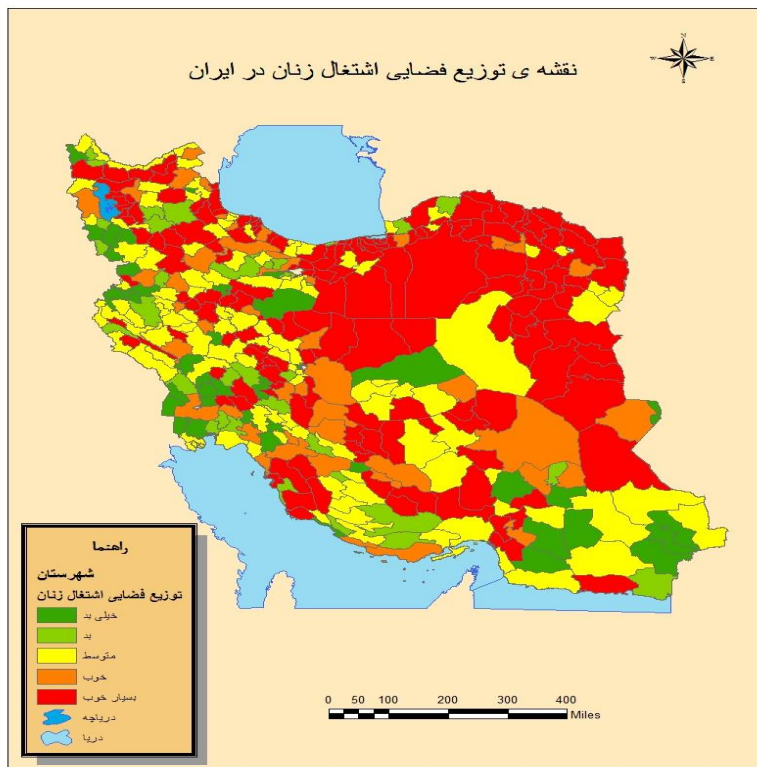 نقشه ی توزیع فضایی اشتغال زنان در ایران
N
W E
S
راهنما
شهرستان
توزیع فضایی اشتغال زنان
خیلی بد
بد
متوسط
خوب
بسیار خوب
دریاچه
دریا
0 50 100 200 300 400
Miles